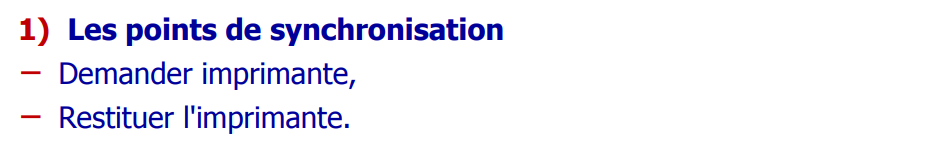 1) Les points de synchronisation
– Demander imprimante,
– Restituer l'imprimante.